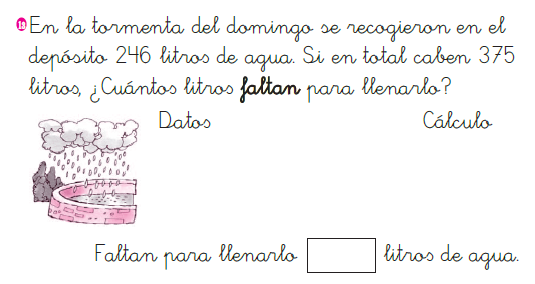 19 En la tormenta del domingo se recogieron en el
depósito 246 litros de agua. Si en total caben 375
litros, ¿Cuántos litros faltan para llenarlo?
Datos Cálculo
Faltan para llenarlo litros de agua.